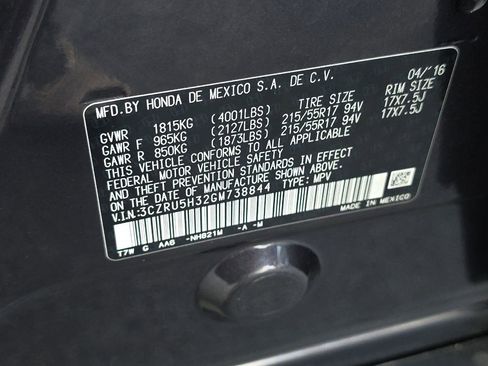 MFD.BY HONDA DE MEXICO S.A. DE C.V. 04/'16
TIRE SIZE RIM SIZE
GVWR 1815KG (4001LBS)
GAWR F 965KG (2127LBS) 215/55R17 94V 17X7.5J
GAWR R 850KG (1873LBS) 215/55R17 94V 17X7.5J
THIS VEHICLE CONFORMS TO ALL APPLICABLE
FEDERAL MOTOR VEHICLE SAFETY
AND THEFT PREVENTION STANDARDS IN EFFECT
ON THE DATE OF MANUFACTURE SHOWN ABOVE.
V.I.N:3CZRU5H32GM738844 TYPE: MPV
MADE IN MEXICO
T7W G AA6 -NH821M -A -M